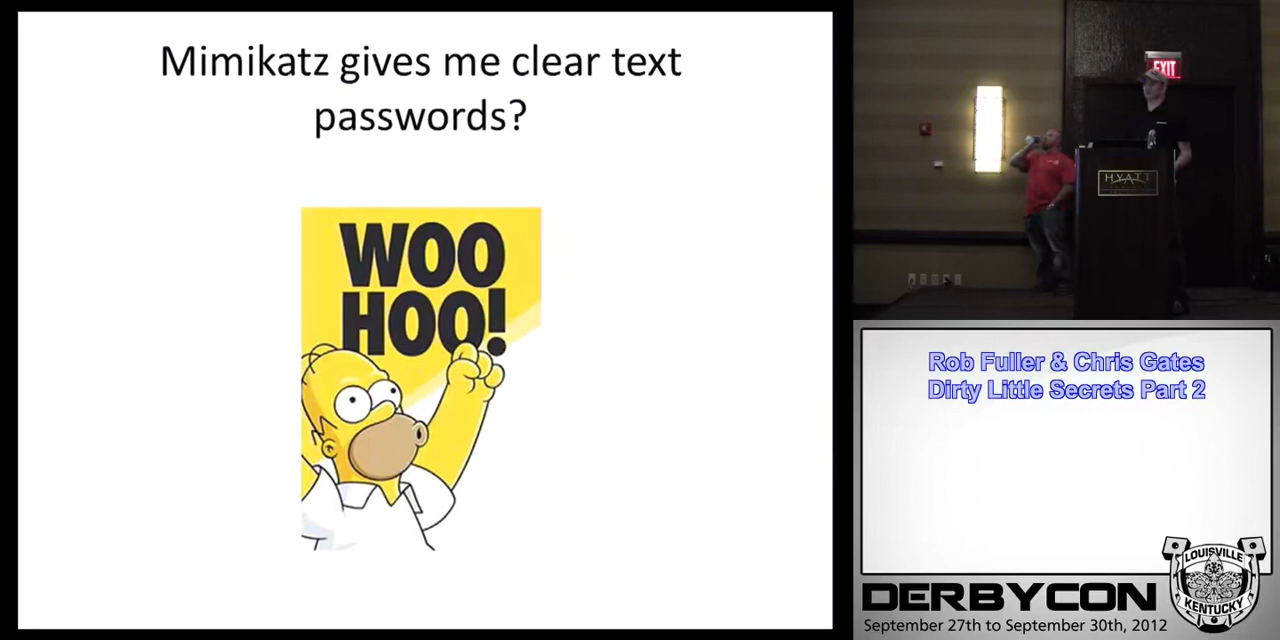 Mimikatz gives me clear text
passwords?
WOO
HOO!
EXIT
HYATT
Rob Fuller & Chris Gates
Dirty Little Secrets Part 2
LOUISVILLE
KENTUCKY
DERBYCON
September 27th to September 30th, 2012